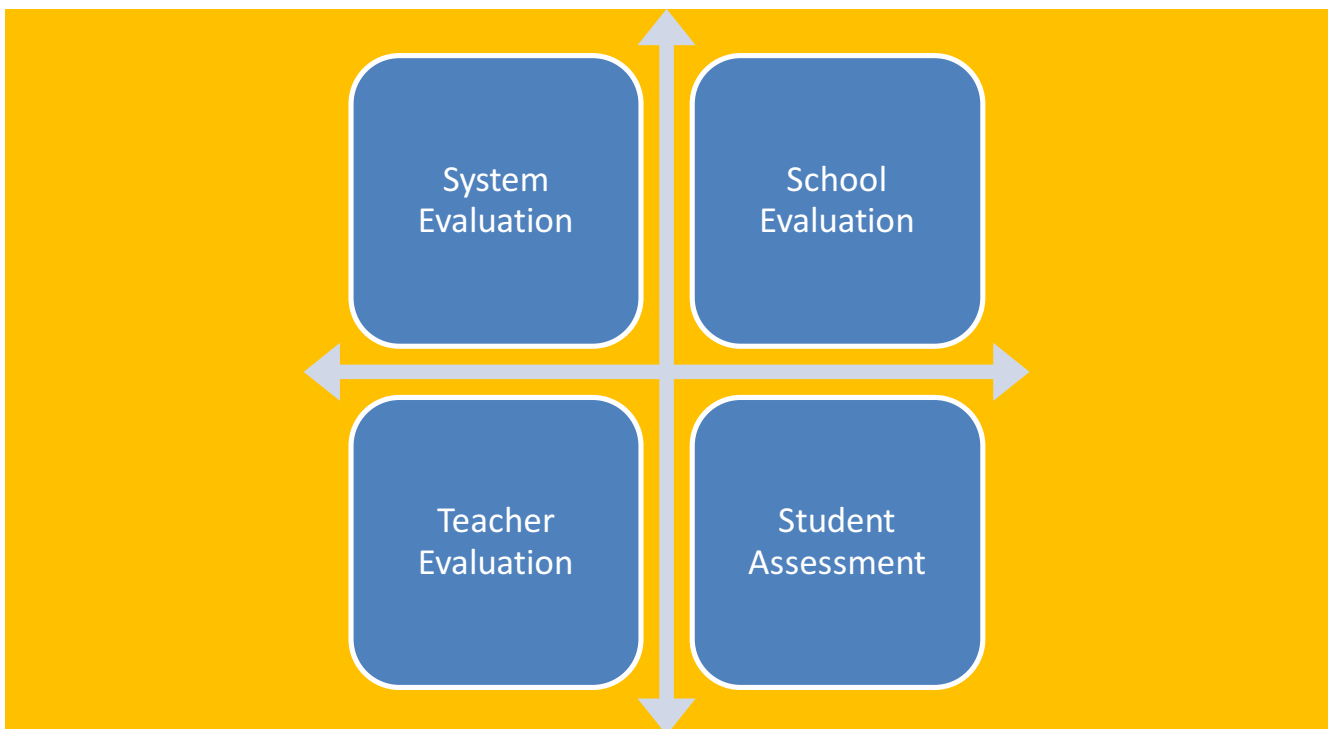 System
Evaluation
School
Evaluation
Teacher
Evaluation
Student
Assessment